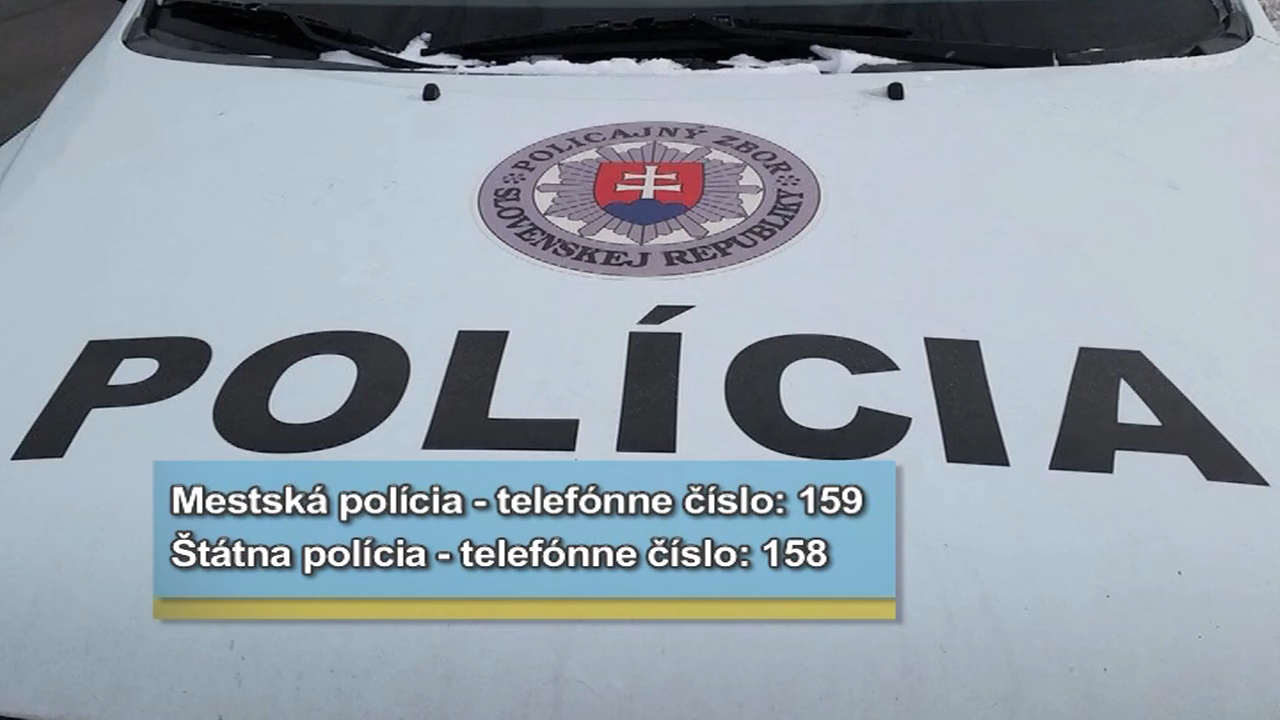 POLICAJNÝ ZBOR
SLOVENSKEJ REPUBLIKY
POLÍCIA
Mestská polícia - telefónne číslo: 159
Štátna polícia - telefónne číslo: 158